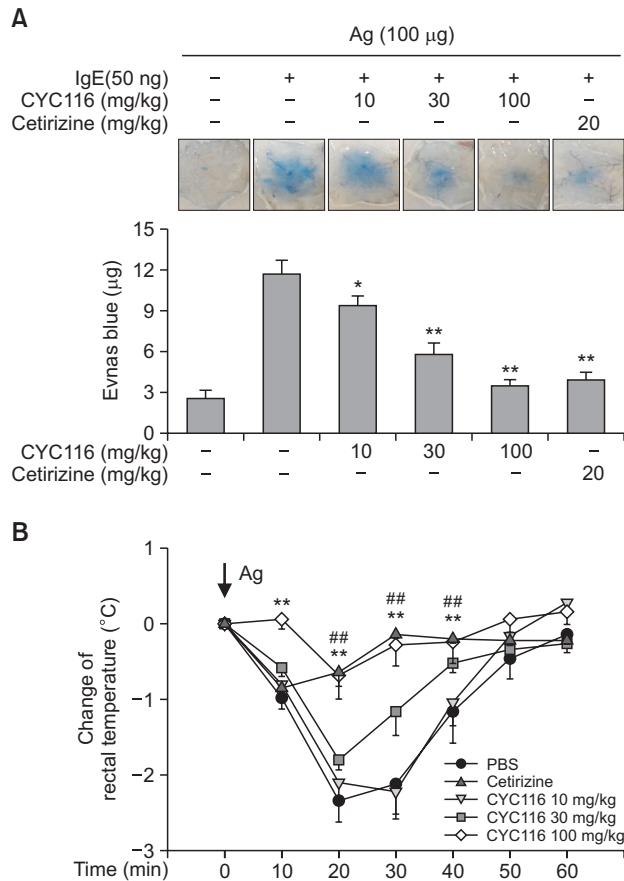 A
Ag (100 μg)
IgE(50 ng) – + + + + +
CYC116 (mg/kg) – – 10 30 100 –
Cetirizine (mg/kg) – – – – – 20
Evnas blue (μg)
15
12
9
6
3
0
*
**
**
**
CYC116 (mg/kg) – – 10 30 100 –
Cetirizine (mg/kg) – – – – – 20
B
Change of
rectal temperature (°C)
1
0
−1
−2
−3
Ag
**
##
**
##
**
##
**
PBS
Cetirizine
CYC116 10 mg/kg
CYC116 30 mg/kg
CYC116 100 mg/kg
Time (min) 0 10 20 30 40 50 60